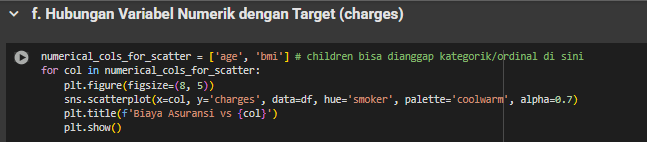 f. Hubungan Variabel Numerik dengan Target (charges)
numerical_cols_for_scatter = ['age', 'bmi'] # children bisa dianggap kategorik/ordinal di sini
for col in numerical_cols_for_scatter:
    plt.figure(figsize=(8, 5))
    sns.scatterplot(x=col, y='charges', data=df, hue='smoker', palette='coolwarm', alpha=0.7)
    plt.title(f'Biaya Asuransi vs {col}')
    plt.show()